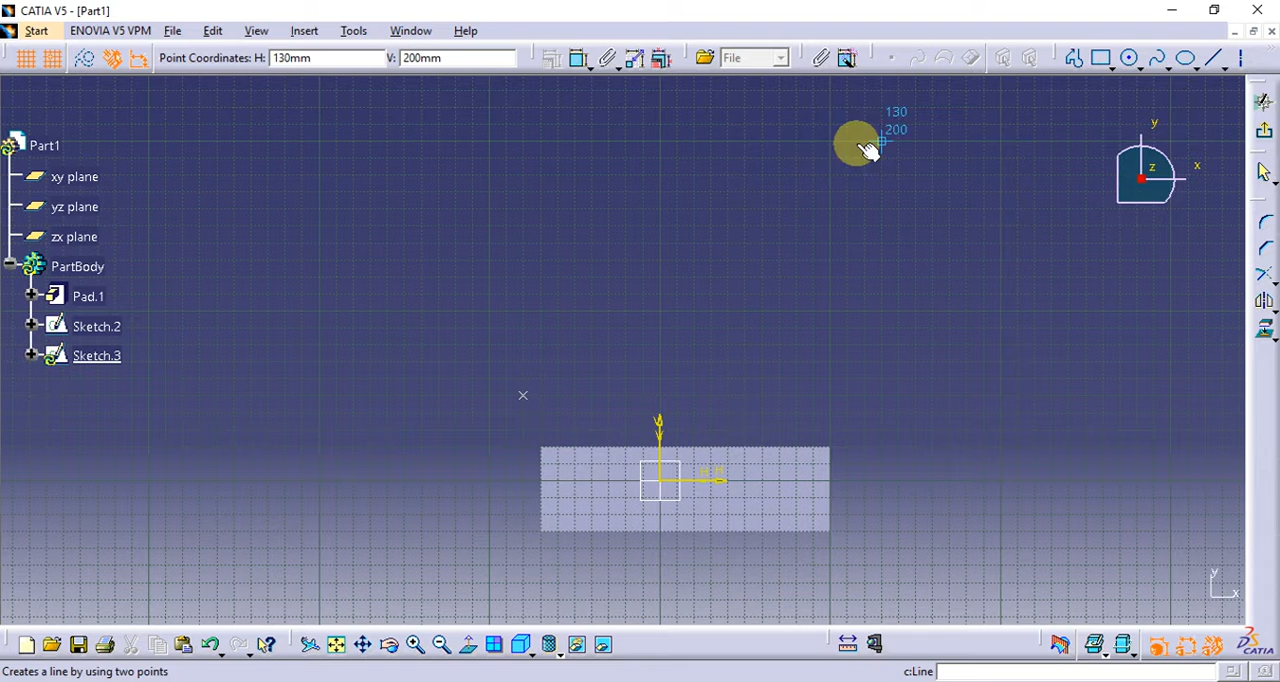 CATIA V5 - [Part1]
Start ENOVIA V5 VPM File Edit View Insert Tools Window Help
Point Coordinates: H: 130mm V: 200mm File
130
200
y
x
z
Part1
xy plane
yz plane
zx plane
PartBody
Pad.1
Sketch.2
Sketch.3
V
H
y
x
CATIA
Creates a line by using two points c:Line